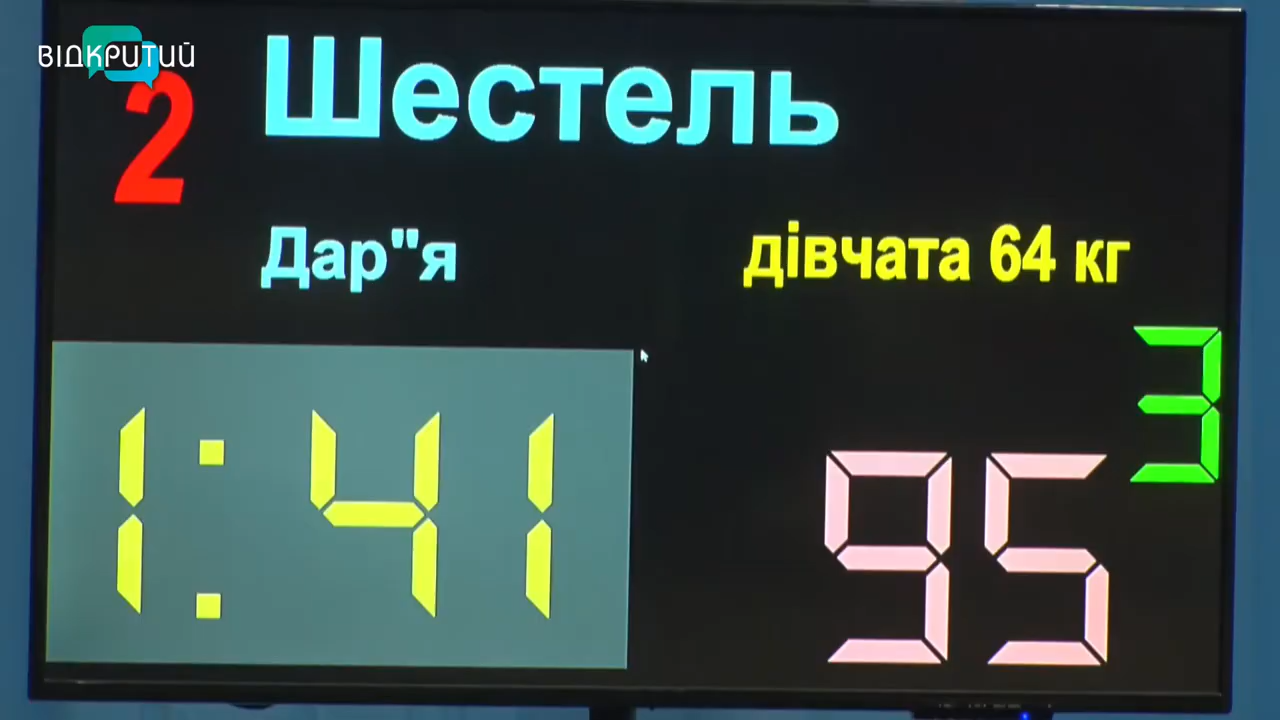 ВІДКРИТИЙ
2 Шестель
Дар"я
дівчата 64 кг
3
1:41
95